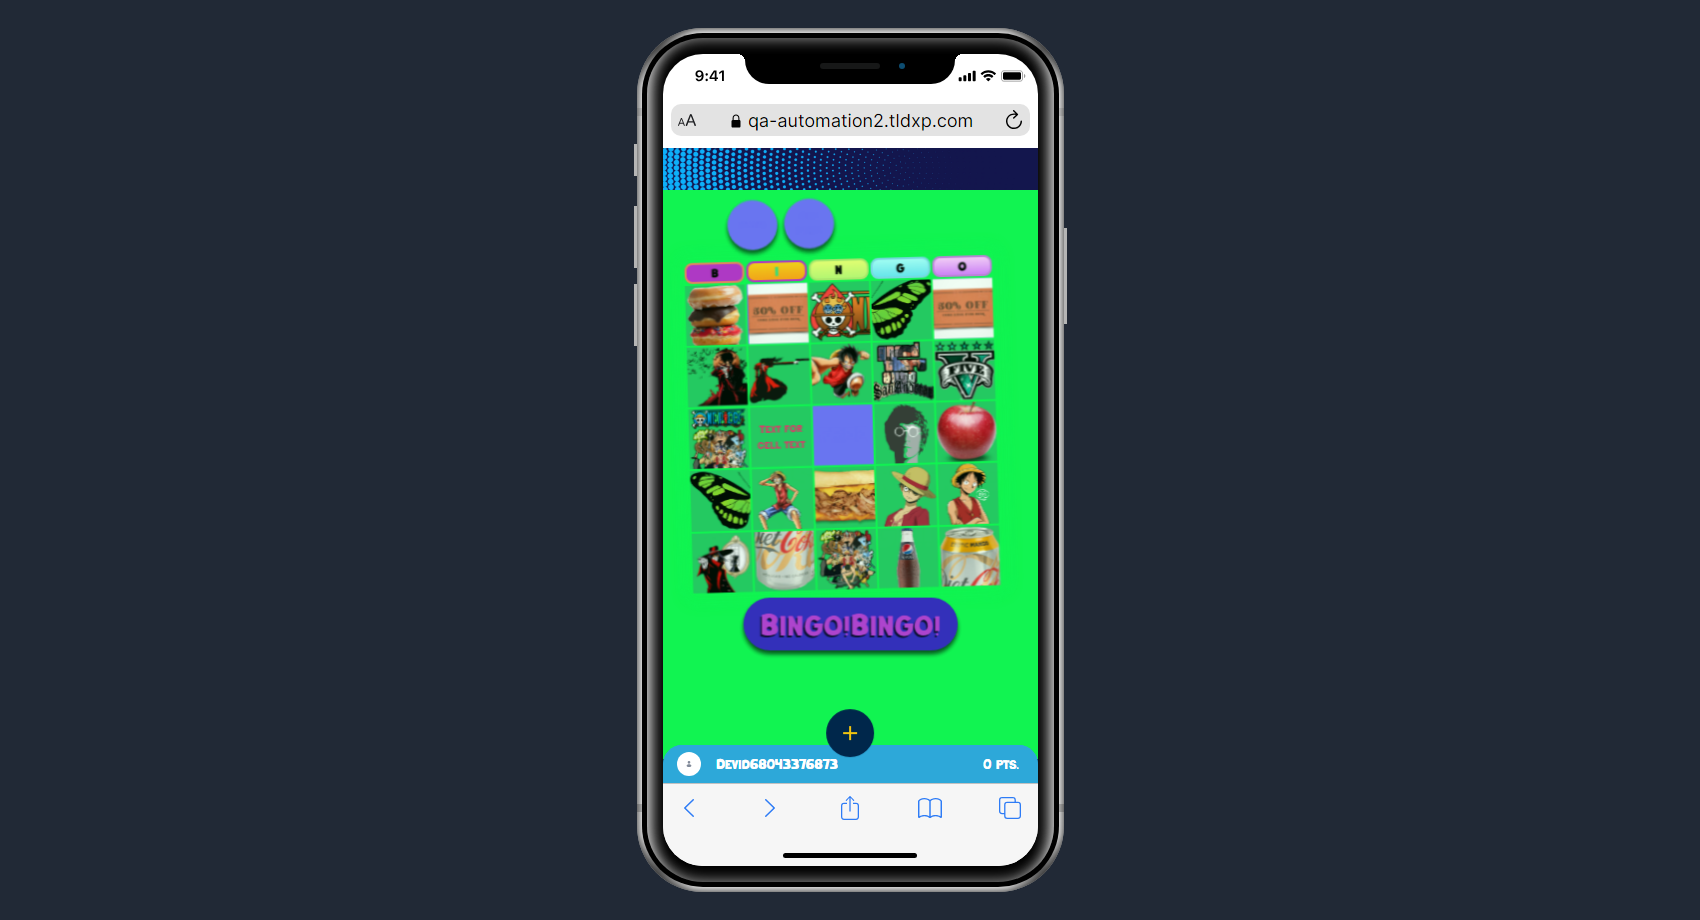 9:41
AA qa-automation2.tldxp.com
B I N G O
50% OFF
50% OFF
FIVE
V
TEXT FOR
CELL TEXT
BINGO!BINGO!
+
DEVID68043376873
0 PTS.